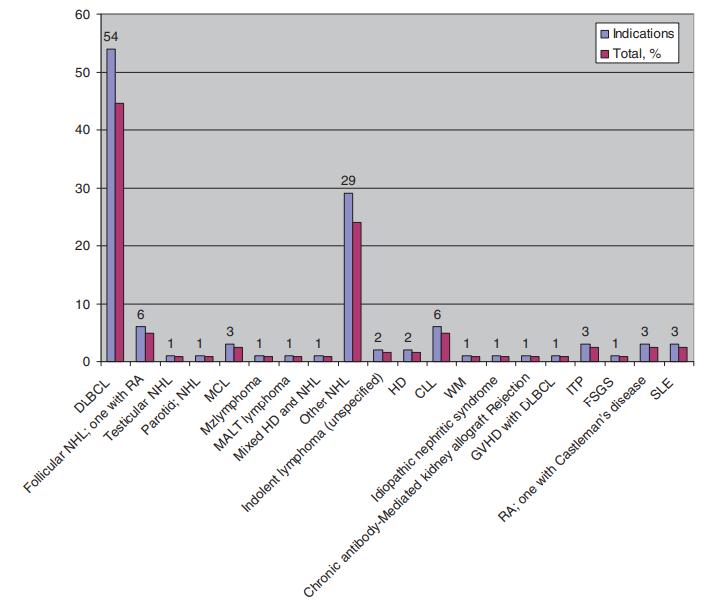 60
50
40
30
20
10
0
Indications
Total, %
54
6
1
1
3
1
1
1
29
2
2
6
1
1
1
1
3
1
3
3
DLBCL
Follicular NHL; one with RA
Testicular NHL
Parotic; NHL
MCL
Mzlymphoma
MALT lymphoma
Mixed HD and NHL
Other NHL
Indolent lymphoma (unspecified)
HD
CLL
WM
Idiopathic nephritic syndrome
Chronic antibody-Mediated kidney allograft Rejection
GVHD with DLBCL
ITP
FSGS
RA; one with Castleman's disease
SLE